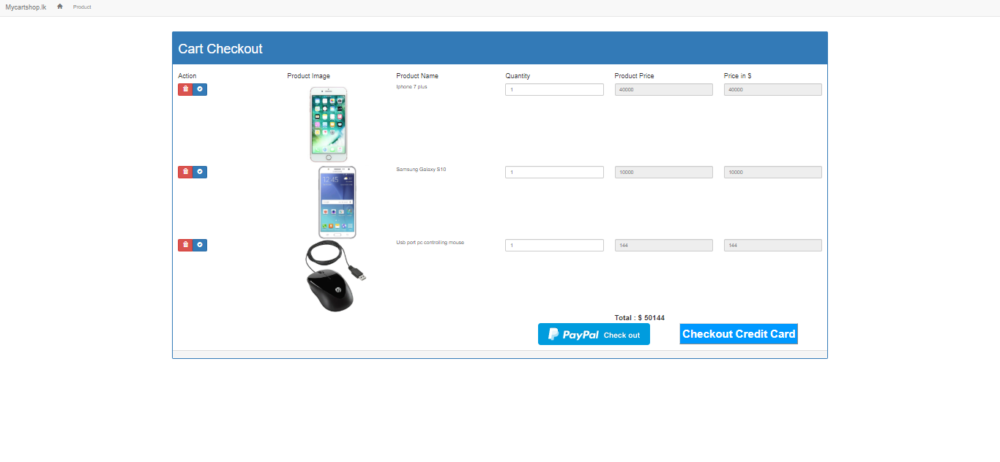 Mycartshop.lk Product
Cart Checkout
Action Product Image Product Name Quantity Product Price Price in $
Iphone 7 plus 1 40000 40000
Samsung Galaxy S10 1 10000 10000
12:45
Usb port pc controlling mouse 1 144 144
Total : $ 50144
PayPal Check out Checkout Credit Card